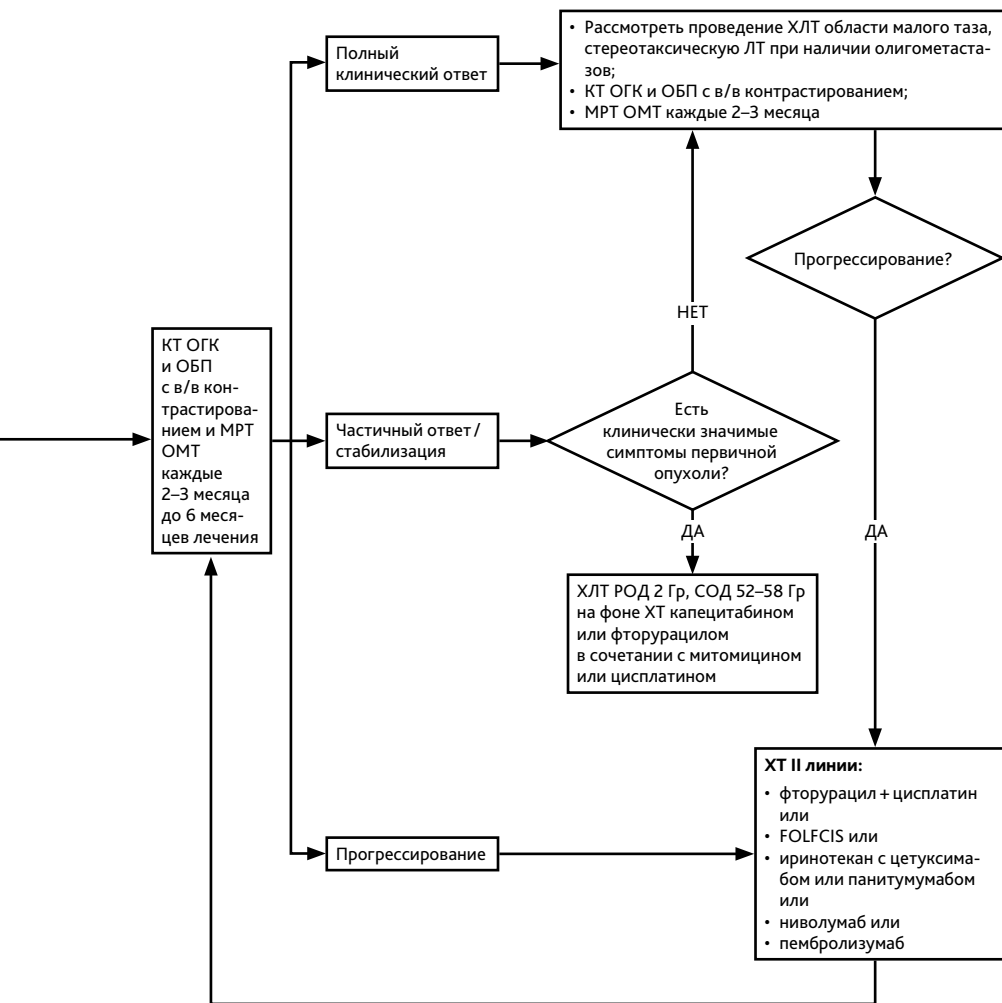 Полный
клинический ответ
• Рассмотреть проведение ХЛТ области малого таза,
стереотаксическую ЛТ при наличии олигометаста-
зов;
• КТ ОГК и ОБП с в/в контрастированием;
• МРТ ОМТ каждые 2–3 месяца
Прогрессирование?
НЕТ
КТ ОГК
и ОБП
с в/в кон-
трастирова-
нием и МРТ
ОМТ
каждые
2–3 месяца
до 6 меся-
цев лечения
Частичный ответ /
стабилизация
Есть
клинически значимые
симптомы первичной
опухоли?
ДА
ДА
ХЛТ РОД 2 Гр, СОД 52–58 Гр
на фоне ХТ капецитабином
или фторурацилом
в сочетании с митомицином
или цисплатином
Прогрессирование
ХТ II линии:
• фторурацил + цисплатин
или
• FOLFCIS или
• иринотекан с цетуксима-
бом или панитумумабом
или
• ниволумаб или
• пембролизумаб